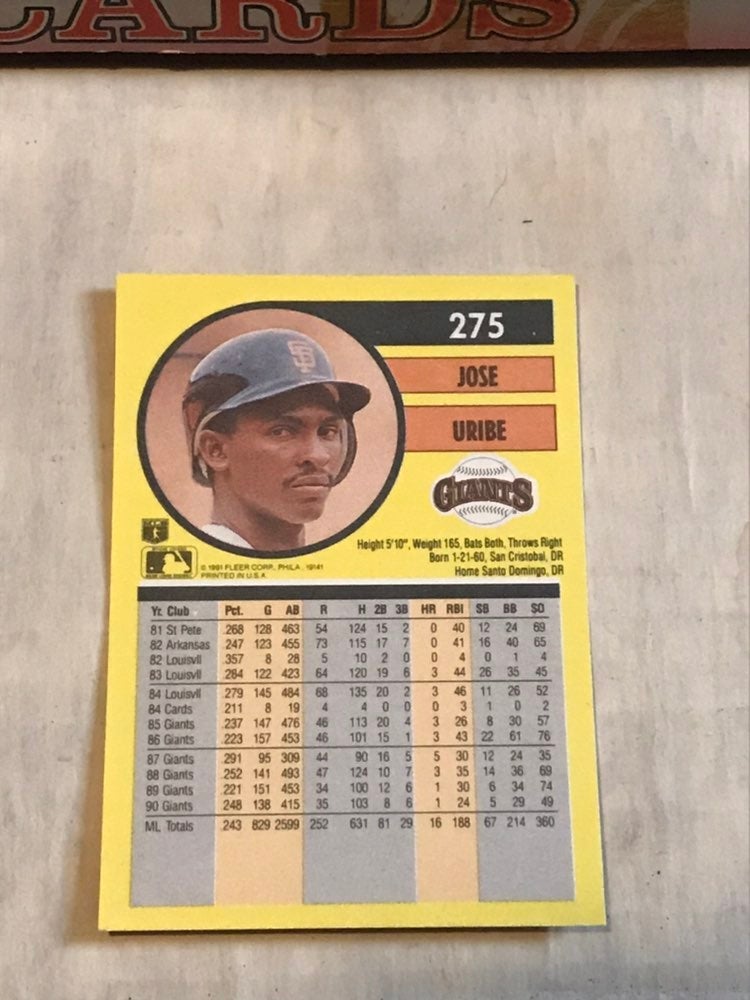 CARDS
275
JOSE
URIBE
GIANTS
Height 5'10", Weight 165, Bats Both, Throws Right
Born 1-21-60, San Cristobal, DR
Home Santo Domingo, DR
© 1991 FLEER CORP., PHILA., 19141
PRINTED IN U.S.A.
Yr. Club Pct. G AB R H 2B 3B HR RBI SB BB SO
81 St Pete .268 128 463 54 124 15 2 0 40 12 24 69
82 Arkansas .247 123 455 73 115 17 7 0 41 16 40 65
82 Louisvll .357 8 28 5 10 2 0 0 4 0 1 4
83 Louisvll .284 122 423 64 120 19 6 3 44 26 35 45
84 Louisvll .279 145 484 68 135 20 2 3 46 11 26 52
84 Cards .211 8 19 4 4 0 0 0 3 1 0 2
85 Giants .237 147 476 46 113 20 4 3 26 8 30 57
86 Giants .223 157 453 46 101 15 1 3 43 22 61 76
87 Giants .291 95 309 44 90 16 5 5 30 12 24 35
88 Giants .252 141 493 47 124 10 7 3 35 14 36 69
89 Giants .221 151 453 34 100 12 6 1 30 6 34 74
90 Giants .248 138 415 35 103 8 6 1 24 5 29 49
ML Totals .243 829 2599 252 631 81 29 16 188 67 214 360